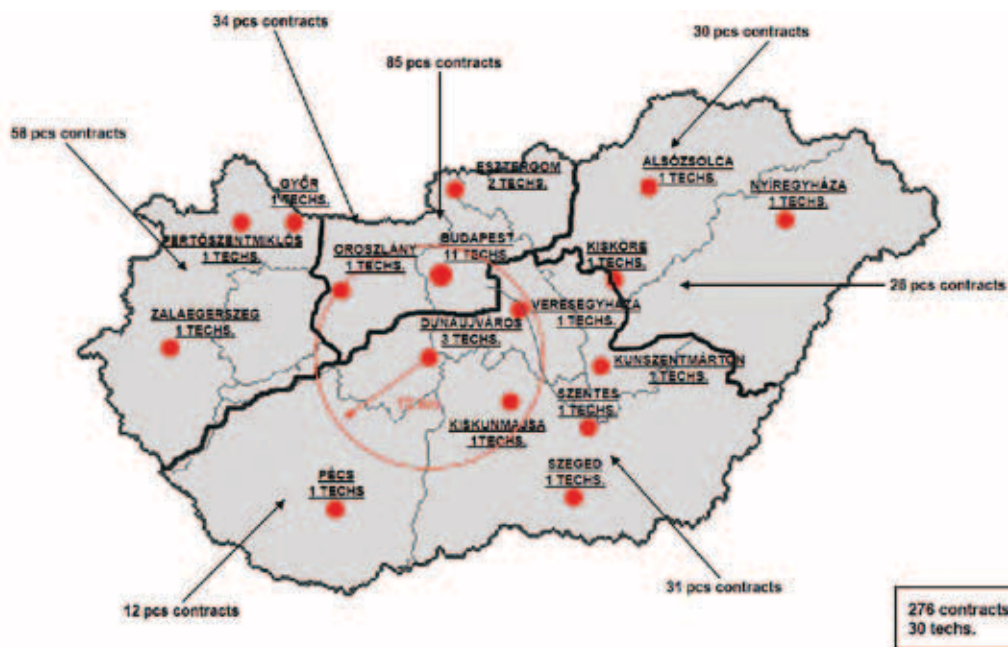 34 pcs contracts
30 pcs contracts
85 pcs contracts
58 pcs contracts
ESZTERGOM
2 TECHS.
ALSÓZSOLCA
1 TECHS.
NYÍREGYHÁZA
1 TECHS.
GYŐR
1 TECHS.
PERTÖSZENTMIKLÓS
1 TECHS.
OROSZLÁNY
1 TECHS.
BUDAPEST
11 TECHS.
KISKÖRE
1 TECHS.
26 pcs contracts
ZALAEGERSZEG
1 TECHS.
DUNAÚJVÁROS
3 TECHS.
VERESEGYHÁZA
1 TECHS.
KUNSZENTMÁRTON
1 TECHS.
SZENTES
1 TECHS.
KISKUNMAJSA
1TECHS.
PÉCS
1 TECHS
SZEGED
1 TECHS.
12 pcs contracts
31 pcs contracts
276 contracts
30 techs.